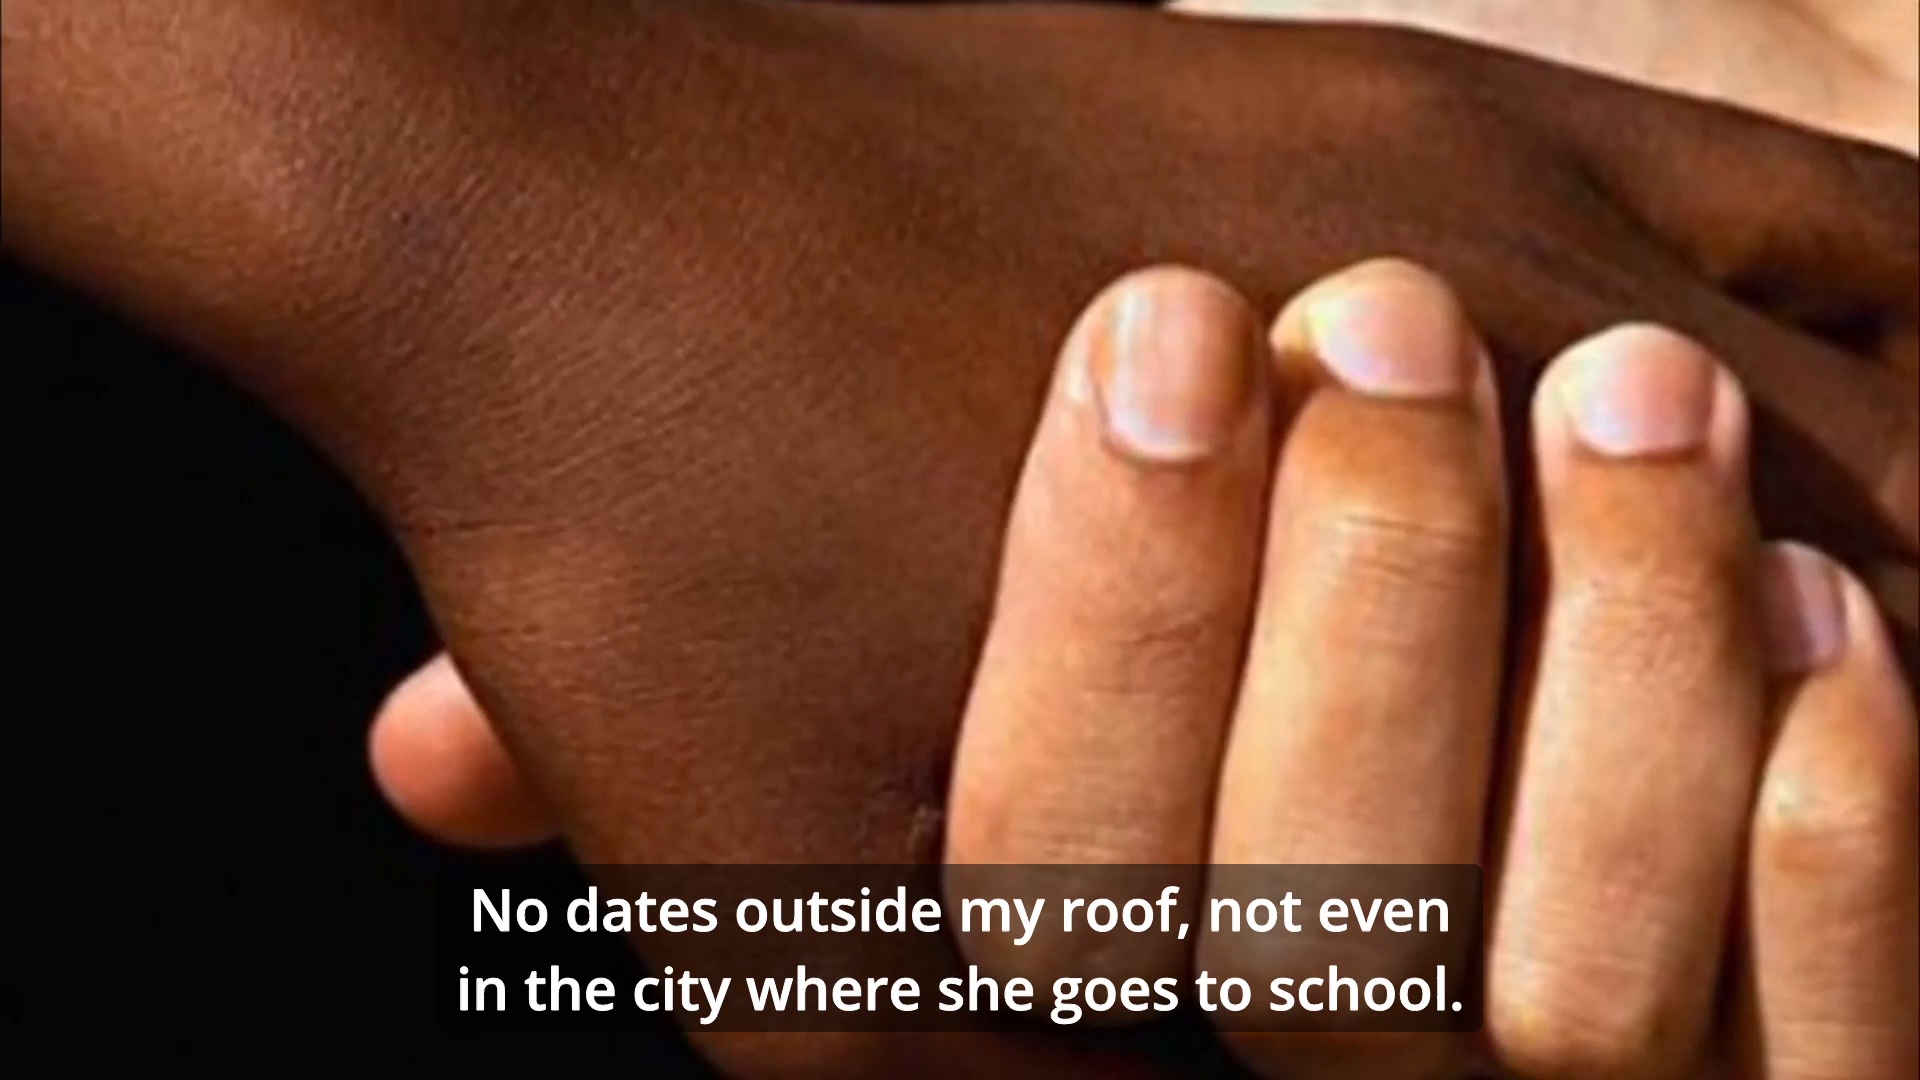 No dates outside my roof, not even
in the city where she goes to school.